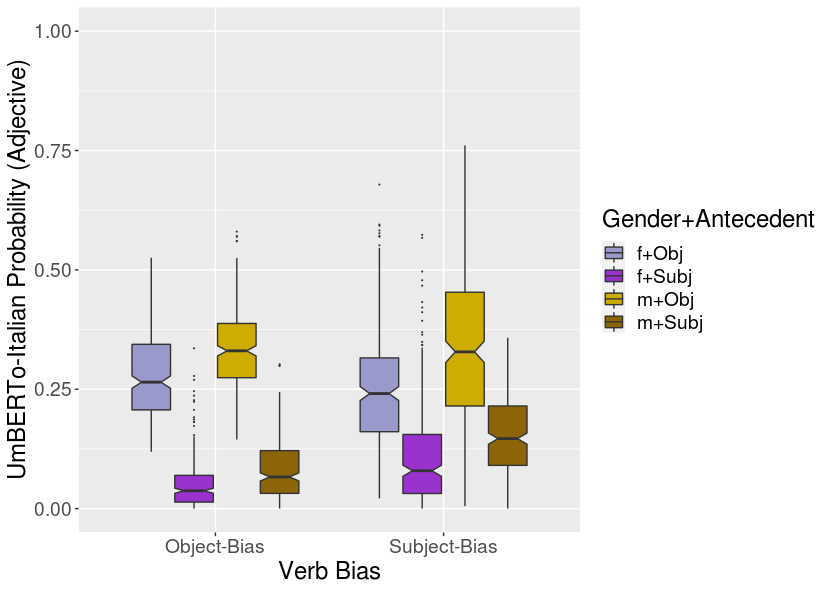 UmBERTo-Italian Probability (Adjective)
1.00
0.75
0.50
0.25
0.00
Object-Bias
Subject-Bias
Verb Bias
Gender+Antecedent
f+Obj
f+Subj
m+Obj
m+Subj